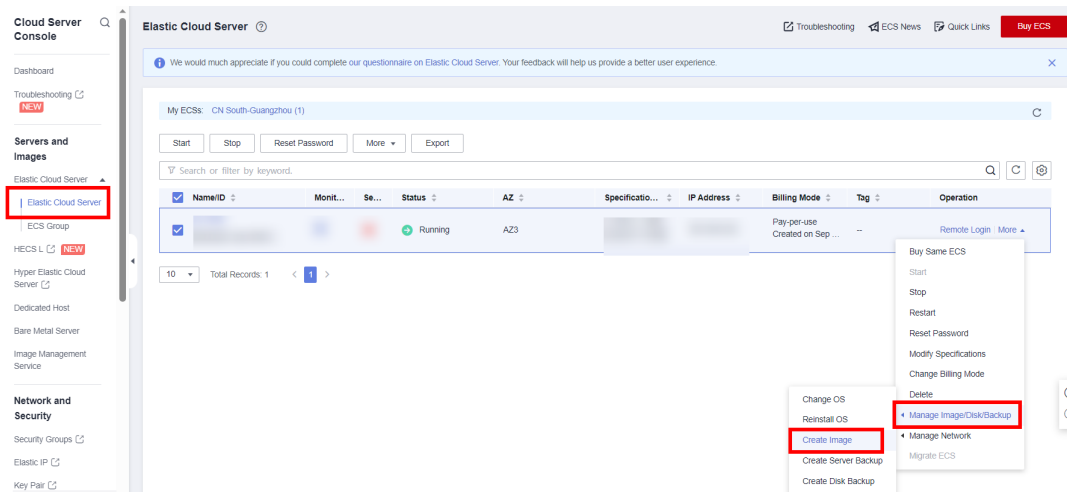 Cloud Server
Console
Dashboard
Troubleshooting
NEW
Servers and
Images
Elastic Cloud Server
Elastic Cloud Server
ECS Group
HECS L NEW
Hyper Elastic Cloud
Server
Dedicated Host
Bare Metal Server
Image Management
Service
Network and
Security
Security Groups
Elastic IP
Key Pair
Elastic Cloud Server
Troubleshooting ECS News Quick Links Buy ECS
We would much appreciate if you could complete our questionnaire on Elastic Cloud Server. Your feedback will help us provide a better user experience.
My ECSs: CN South-Guangzhou (1)
Start Stop Reset Password More Export
Search or filter by keyword.
Name/ID Monit... Se... Status AZ Specificatio... IP Address Billing Mode Tag Operation
Running AZ3 Pay-per-use
Created on Sep ... -- Remote Login More
10 Total Records: 1 < 1 >
Buy Same ECS
Start
Stop
Restart
Reset Password
Modify Specifications
Change Billing Mode
Delete
Manage Image/Disk/Backup
Manage Network
Migrate ECS
Change OS
Reinstall OS
Create Image
Create Server Backup
Create Disk Backup